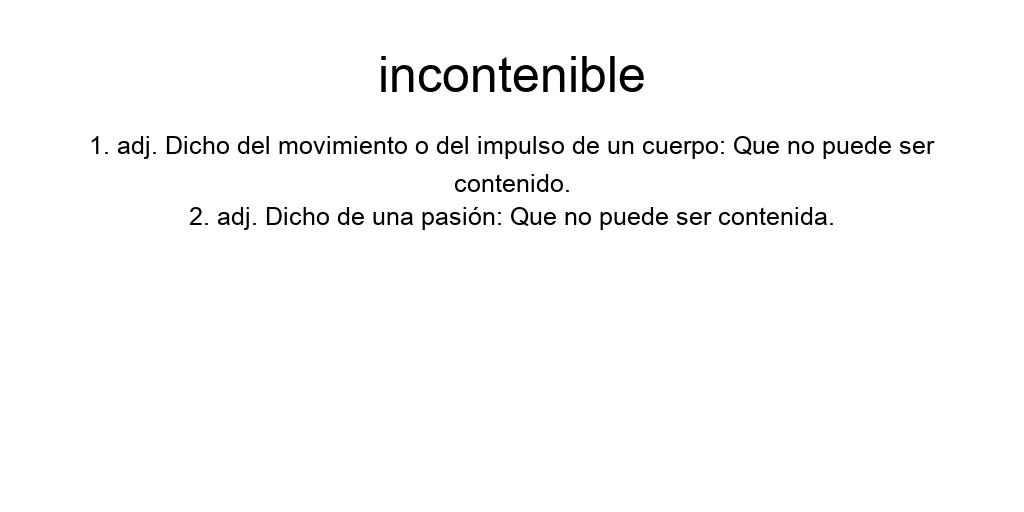 incontenible
1. adj. Dicho del movimiento o del impulso de un cuerpo: Que no puede ser
contenido.
2. adj. Dicho de una pasión: Que no puede ser contenida.